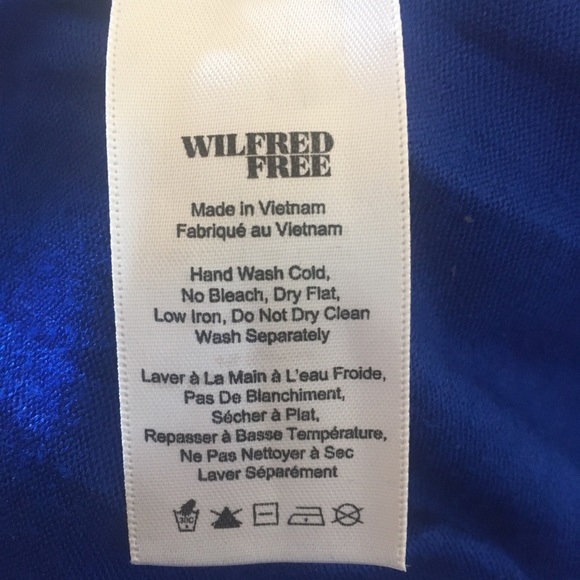 WILFRED
FREE
Made in Vietnam
Fabriqué au Vietnam
Hand Wash Cold,
No Bleach, Dry Flat,
Low Iron, Do Not Dry Clean
Wash Separately
Laver à La Main à L'eau Froide,
Pas De Blanchiment,
Sécher à Plat,
Repasser à Basse Température,
Ne Pas Nettoyer à Sec
Laver Séparément
30C